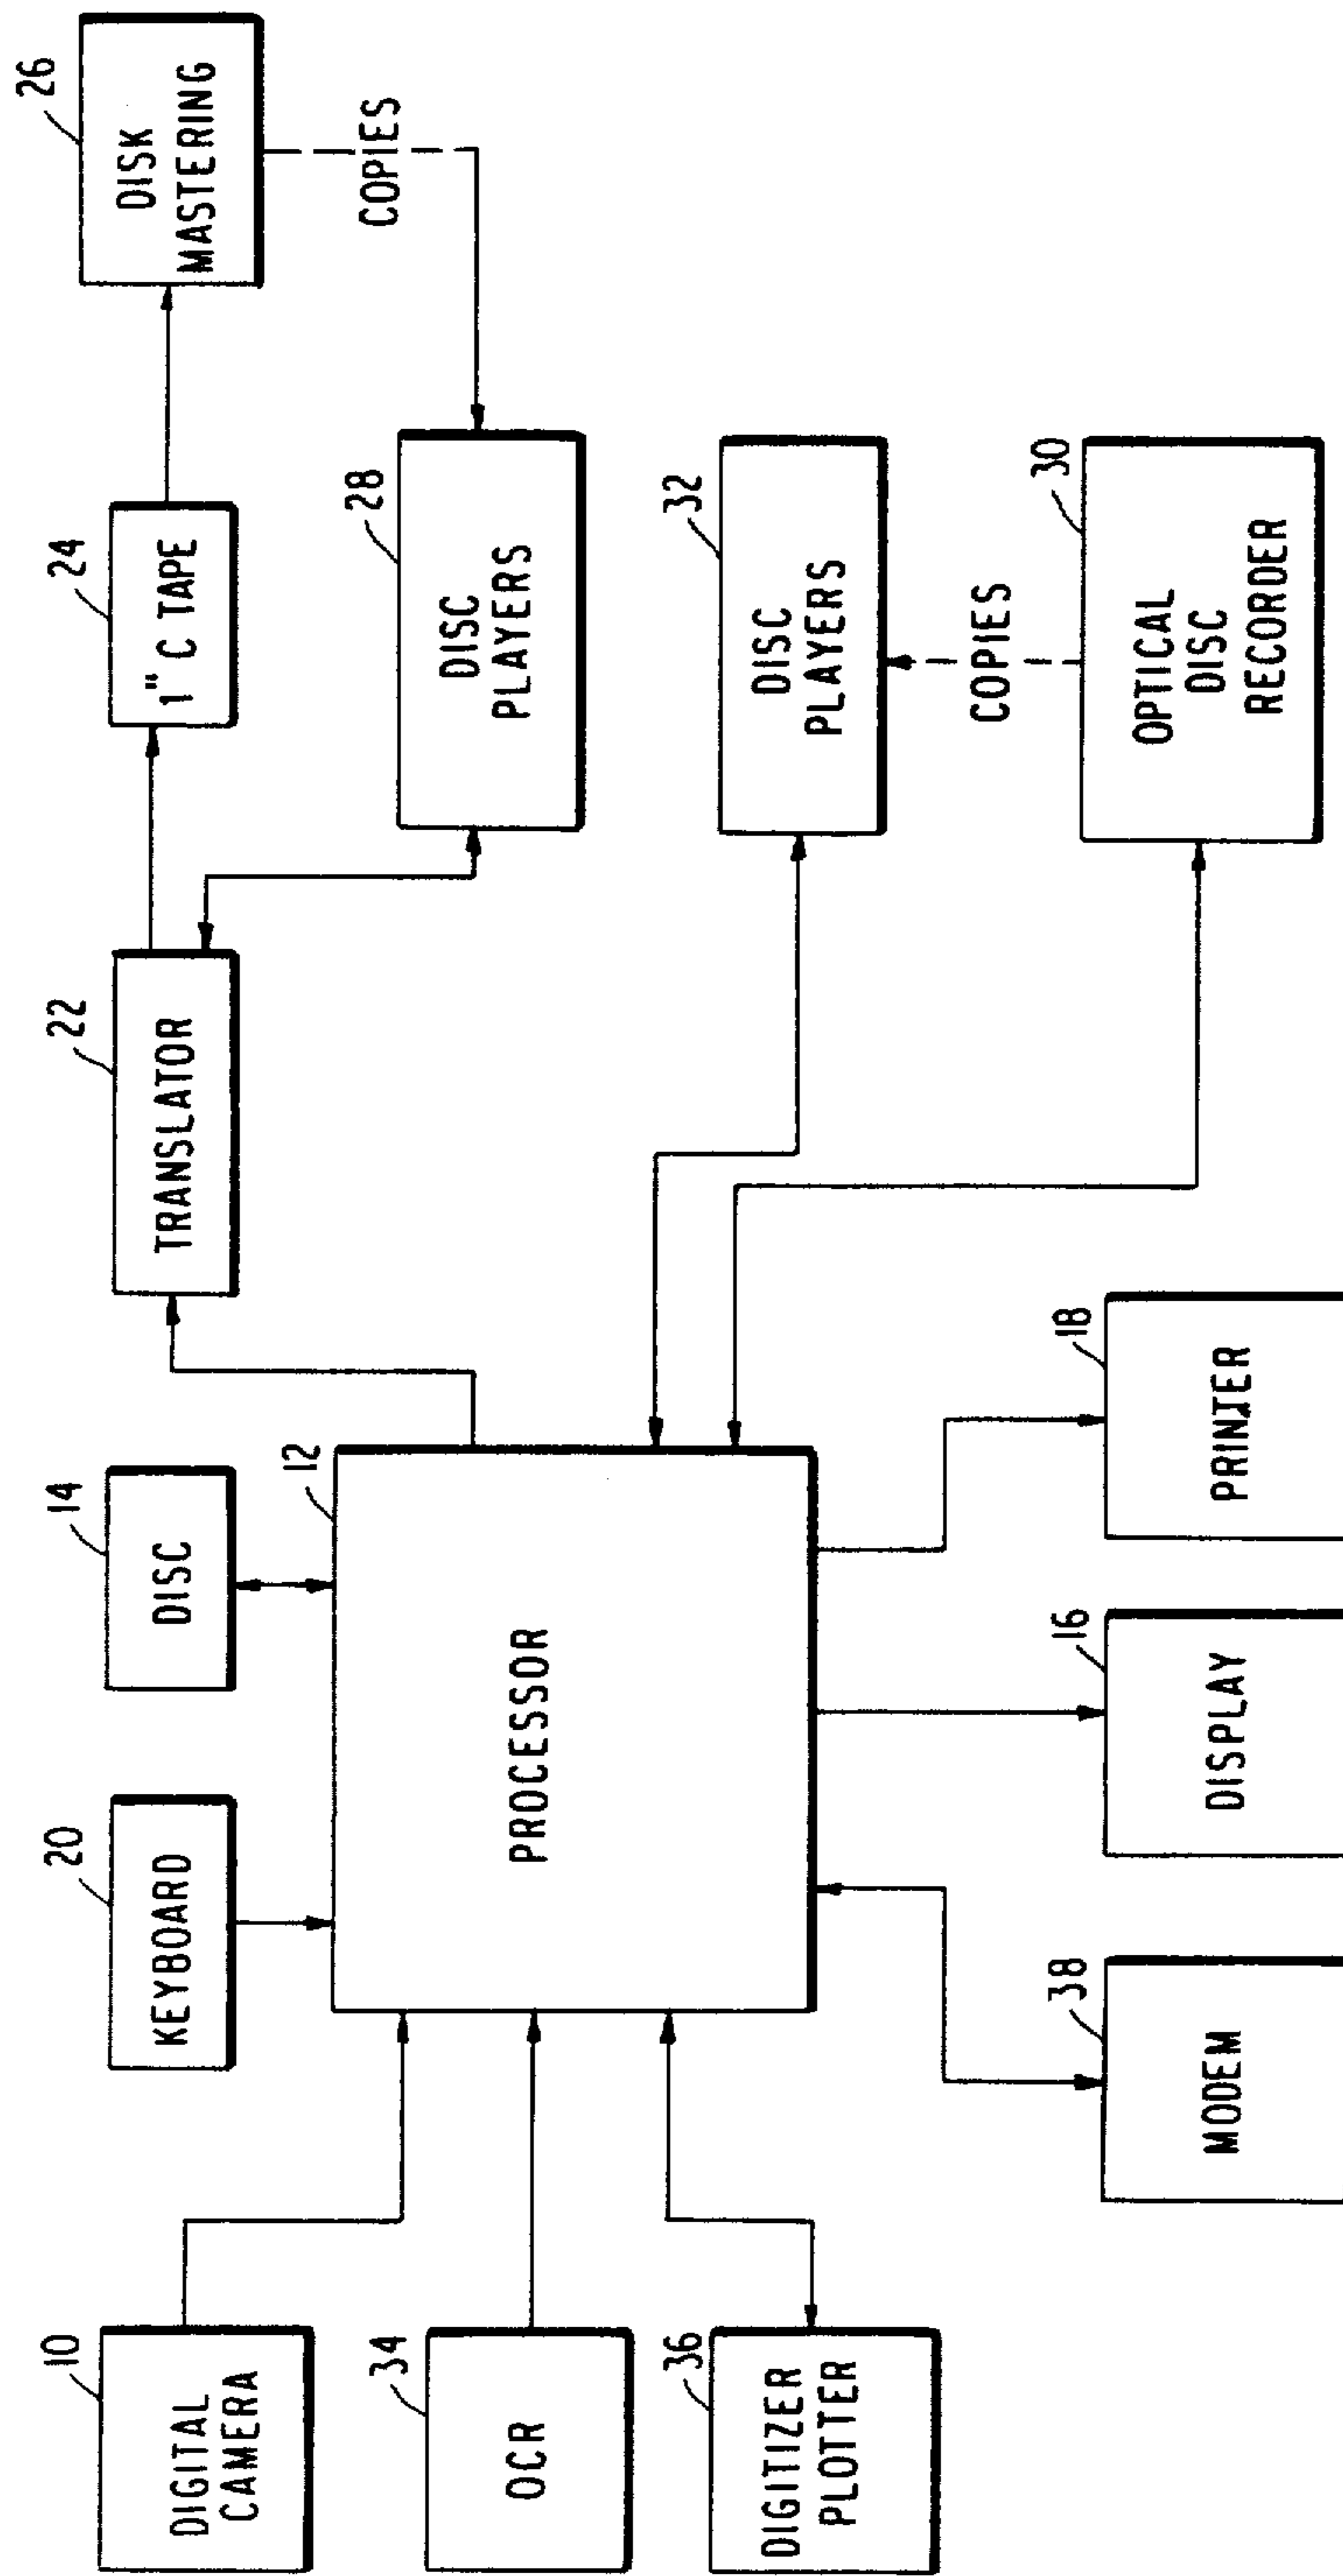 10
DIGITAL
CAMERA
34
OCR
36
DIGITIZER
PLOTTER
20
KEYBOARD
14
DISC
12
PROCESSOR
38
MODEM
16
DISPLAY
18
PRINTER
22
TRANSLATOR
24
1" C TAPE
26
DISK
MASTERING
COPIES
28
DISC
PLAYERS
32
DISC
PLAYERS
COPIES
30
OPTICAL
DISC
RECORDER